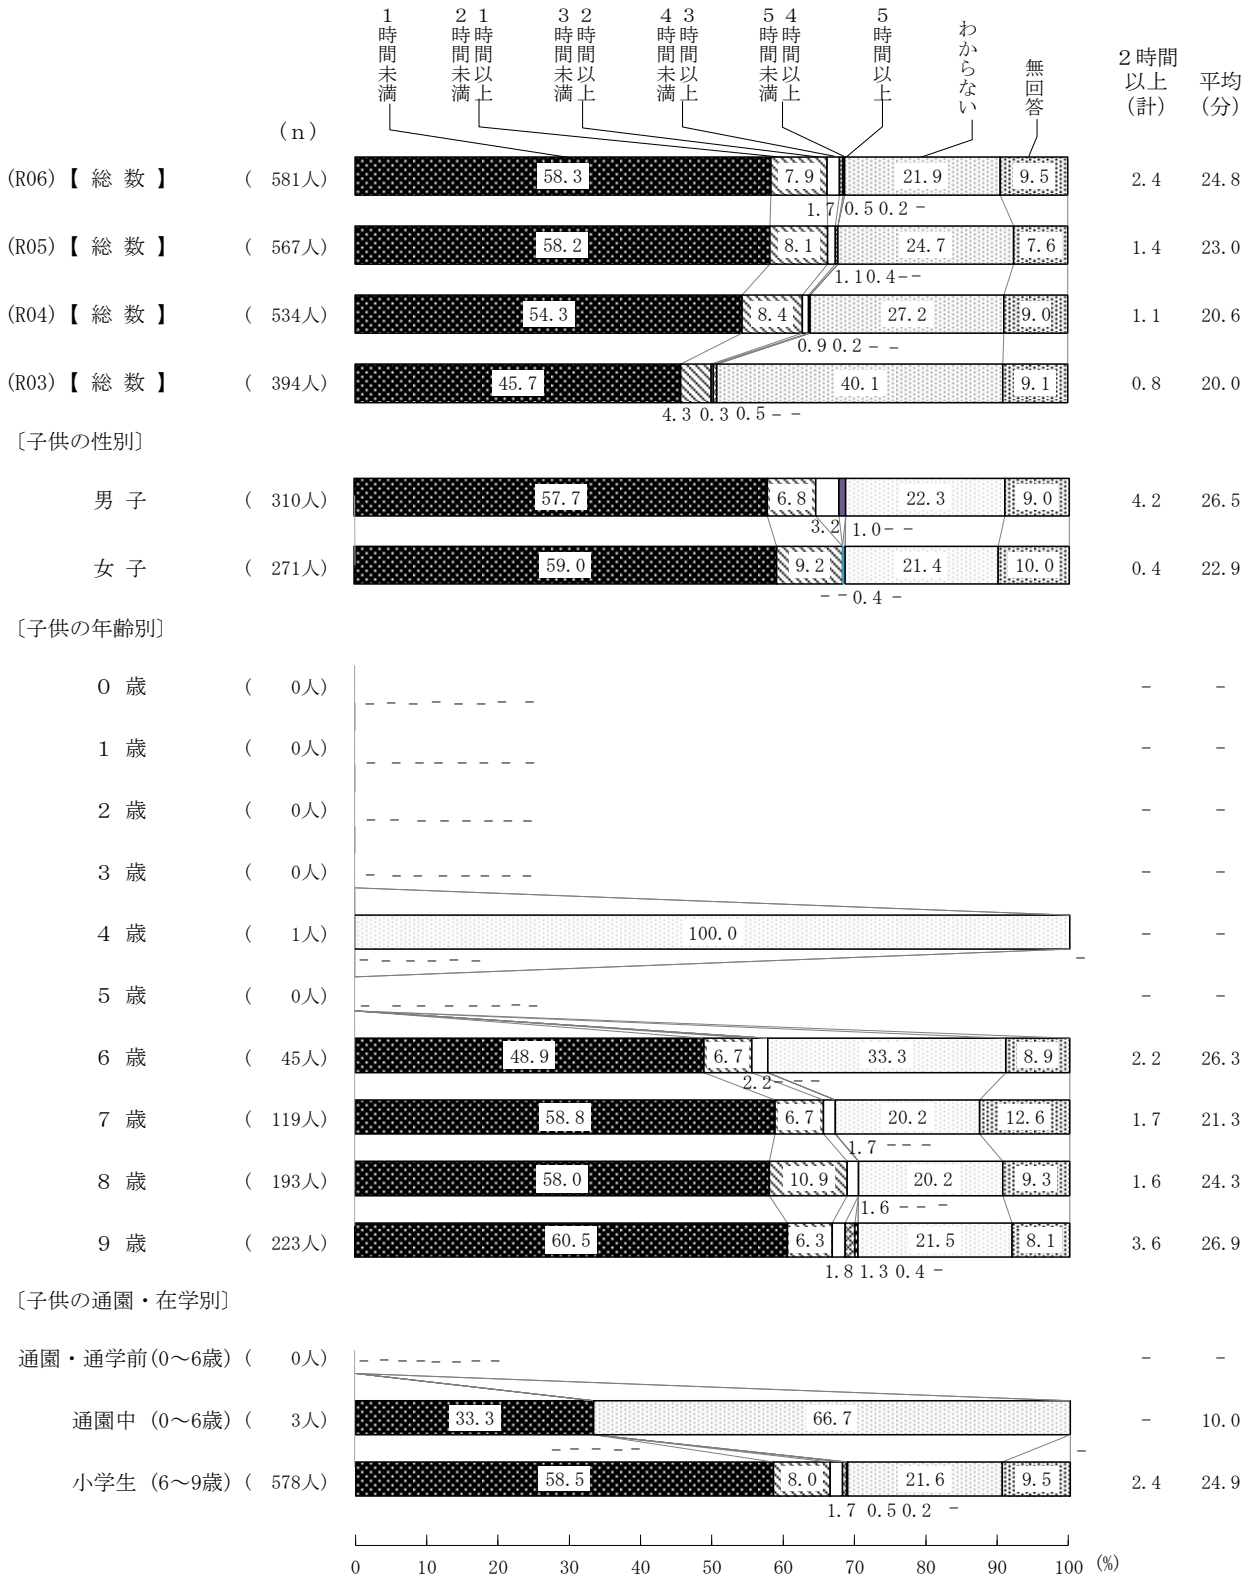 1時間未満
1時間以上2時間未満
2時間以上3時間未満
3時間以上4時間未満
4時間以上5時間未満
5時間以上
わからない
無回答
2時間以上(計)
平均(分)
(n)
(R06)【 総 数 】 ( 581人) 58.3 7.9 21.9 9.5 2.4 24.8
1.7 0.5 0.2 -
(R05)【 総 数 】 ( 567人) 58.2 8.1 24.7 7.6 1.4 23.0
1.1 0.4 - -
(R04)【 総 数 】 ( 534人) 54.3 8.4 27.2 9.0 1.1 20.6
0.9 0.2 - -
(R03)【 総 数 】 ( 394人) 45.7 40.1 9.1 0.8 20.0
4.3 0.3 0.5 - -
〔子供の性別〕
男 子 ( 310人) 57.7 6.8 22.3 9.0 4.2 26.5
3.2 1.0 - -
女 子 ( 271人) 59.0 9.2 21.4 10.0 0.4 22.9
- - 0.4 -
〔子供の年齢別〕
0 歳 ( 0人) - -
- - - - - - - -
1 歳 ( 0人) - -
- - - - - - - -
2 歳 ( 0人) - -
- - - - - - - -
3 歳 ( 0人) - -
- - - - - - - -
4 歳 ( 1人) 100.0 - -
- - - - - - -
5 歳 ( 0人) - -
- - - - - - - -
6 歳 ( 45人) 48.9 6.7 33.3 8.9 2.2 26.3
2.2 - - -
7 歳 ( 119人) 58.8 6.7 20.2 12.6 1.7 21.3
1.7 - - -
8 歳 ( 193人) 58.0 10.9 20.2 9.3 1.6 24.3
1.6 - - -
9 歳 ( 223人) 60.5 6.3 21.5 8.1 3.6 26.9
1.8 1.3 0.4 -
〔子供の通園・在学別〕
通園・通学前(0～6歳) ( 0人) - - - - - - - - - -
通園中 (0～6歳) ( 3人) 33.3 66.7 - 10.0
- - - - - -
小学生 (6～9歳) ( 578人) 58.5 8.0 21.6 9.5 2.4 24.9
1.7 0.5 0.2 -
0 10 20 30 40 50 60 70 80 90 100 (%)